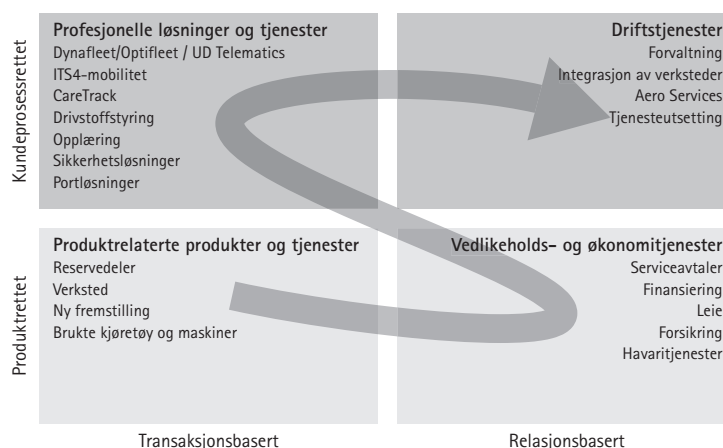 Kundeprosessrettet
Profesjonelle løsninger og tjenester
Dynafleet/Optifleet / UD Telematics
ITS4-mobilitet
CareTrack
Drivstoffstyring
Opplæring
Sikkerhetsløsninger
Portløsninger
Driftstjenester
Forvaltning
Integrasjon av verksteder
Aero Services
Tjenesteutsetting
Produktrettet
Produktrelaterte produkter og tjenester
Reservedeler
Verksted
Ny fremstilling
Brukte kjøretøy og maskiner
Vedlikeholds- og økonomitjenester
Serviceavtaler
Finansiering
Leie
Forsikring
Havaritjenester
Transaksjonsbasert
Relasjonsbasert